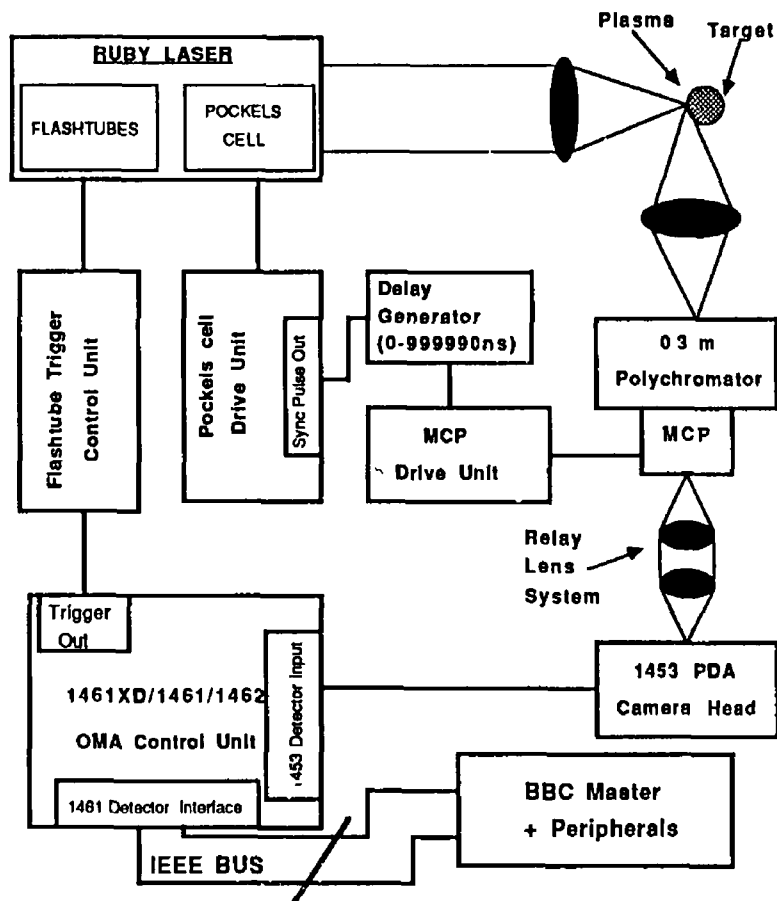 Plasma
Target
RUBY LASER
FLASHTUBES
POCKELS
CELL
Flashtube Trigger
Control Unit
Pockels cell
Drive Unit
Sync Pulse Out
Delay
Generator
(0-999990ns)
MCP
Drive Unit
0 3 m
Polychromator
MCP
Relay
Lens
System
Trigger
Out
1461XD/1461/1462
OMA Control Unit
1453 Detector Input
1461 Detector Interface
1453 PDA
Camera Head
BBC Master
+ Peripherals
IEEE BUS